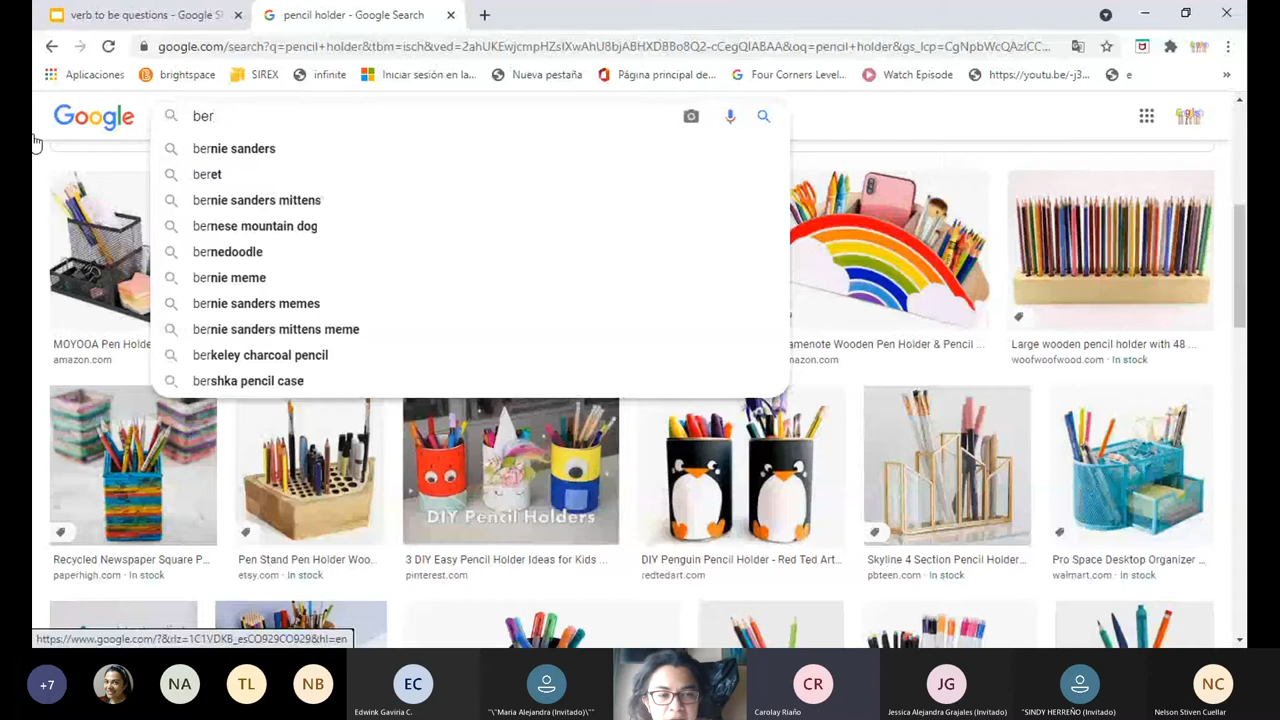 verb to be questions - Google S
pencil holder - Google Search
google.com/search?q=pencil+holder&tbm=isch&ved=2ahUKEwjcmpHZsIXwAhU8bjABHXDBBo8Q2-cCegQIABAA&oq=pencil+holder&gs_lcp=CgNpbWcQAzICC...
Aplicaciones
brightspace
SIREX
infinite
Iniciar sesión en la...
Nueva pestaña
Página principal de...
Four Corners Level...
Watch Episode
https://youtu.be/-j3...
e
Google
ber
bernie sanders
beret
bernie sanders mittens
bernese mountain dog
bernedoodle
bernie meme
bernie sanders memes
bernie sanders mittens meme
berkeley charcoal pencil
bershka pencil case
MOYOOA Pen Hold
amazon.com
amenote Wooden Pen Holder & Pencil ...
mazon.com
Large wooden pencil holder with 48 ...
woofwoofwood.com · In stock
DIY Pencil Holders
Recycled Newspaper Square P...
paperhigh.com · In stock
Pen Stand Pen Holder Woo...
etsy.com · In stock
3 DIY Easy Pencil Holder Ideas for Kids ...
pinterest.com
DIY Penguin Pencil Holder - Red Ted Art...
redtedart.com
Skyline 4 Section Pencil Holder...
pbteen.com · In stock
Pro Space Desktop Organizer ...
walmart.com · In stock
https://www.google.com/?&rlz=1C1VDKB_esCO929CO929&hl=en
+7
NA
TL
NB
EC
Edwink Gaviria C.
"\"Maria Alejandra (Invitado)\""
CR
Carolay Riaño
JG
Jessica Alejandra Grajales (Invitado)
"SINDY HERREÑO (Invitado)
NC
Nelson Stiven Cuellar